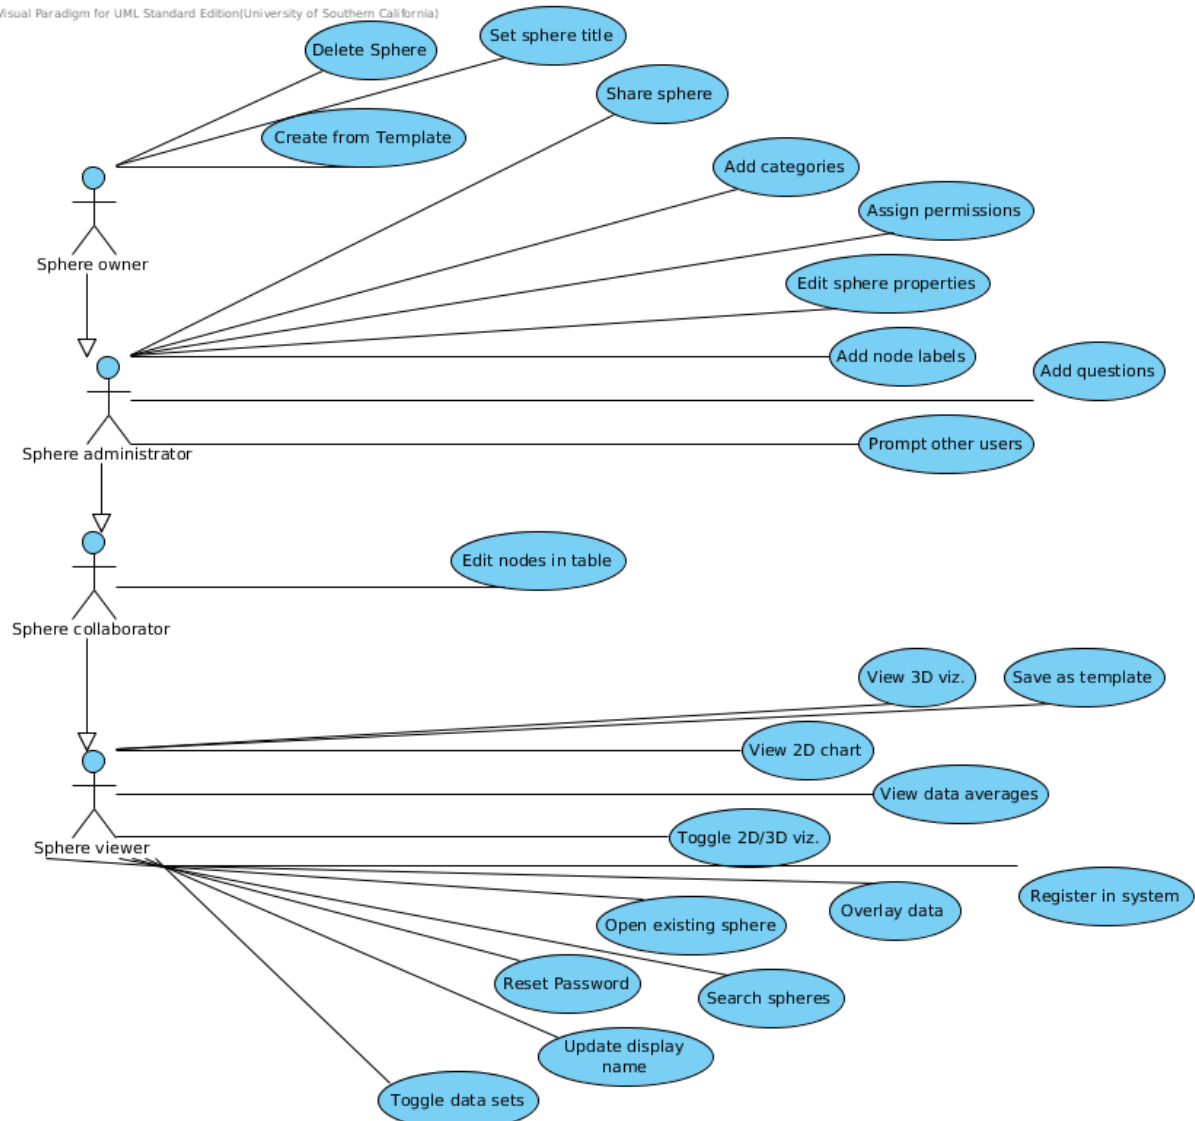 Visual Paradigm for UML Standard Edition(University of Southern California)
Set sphere title
Delete Sphere
Share sphere
Create from Template
Add categories
Assign permissions
Sphere owner
Edit sphere properties
Add node labels
Add questions
Prompt other users
Sphere administrator
Edit nodes in table
Sphere collaborator
View 3D viz.
Save as template
View 2D chart
View data averages
Toggle 2D/3D viz.
Sphere viewer
Register in system
Overlay data
Open existing sphere
Reset Password
Search spheres
Update display
name
Toggle data sets